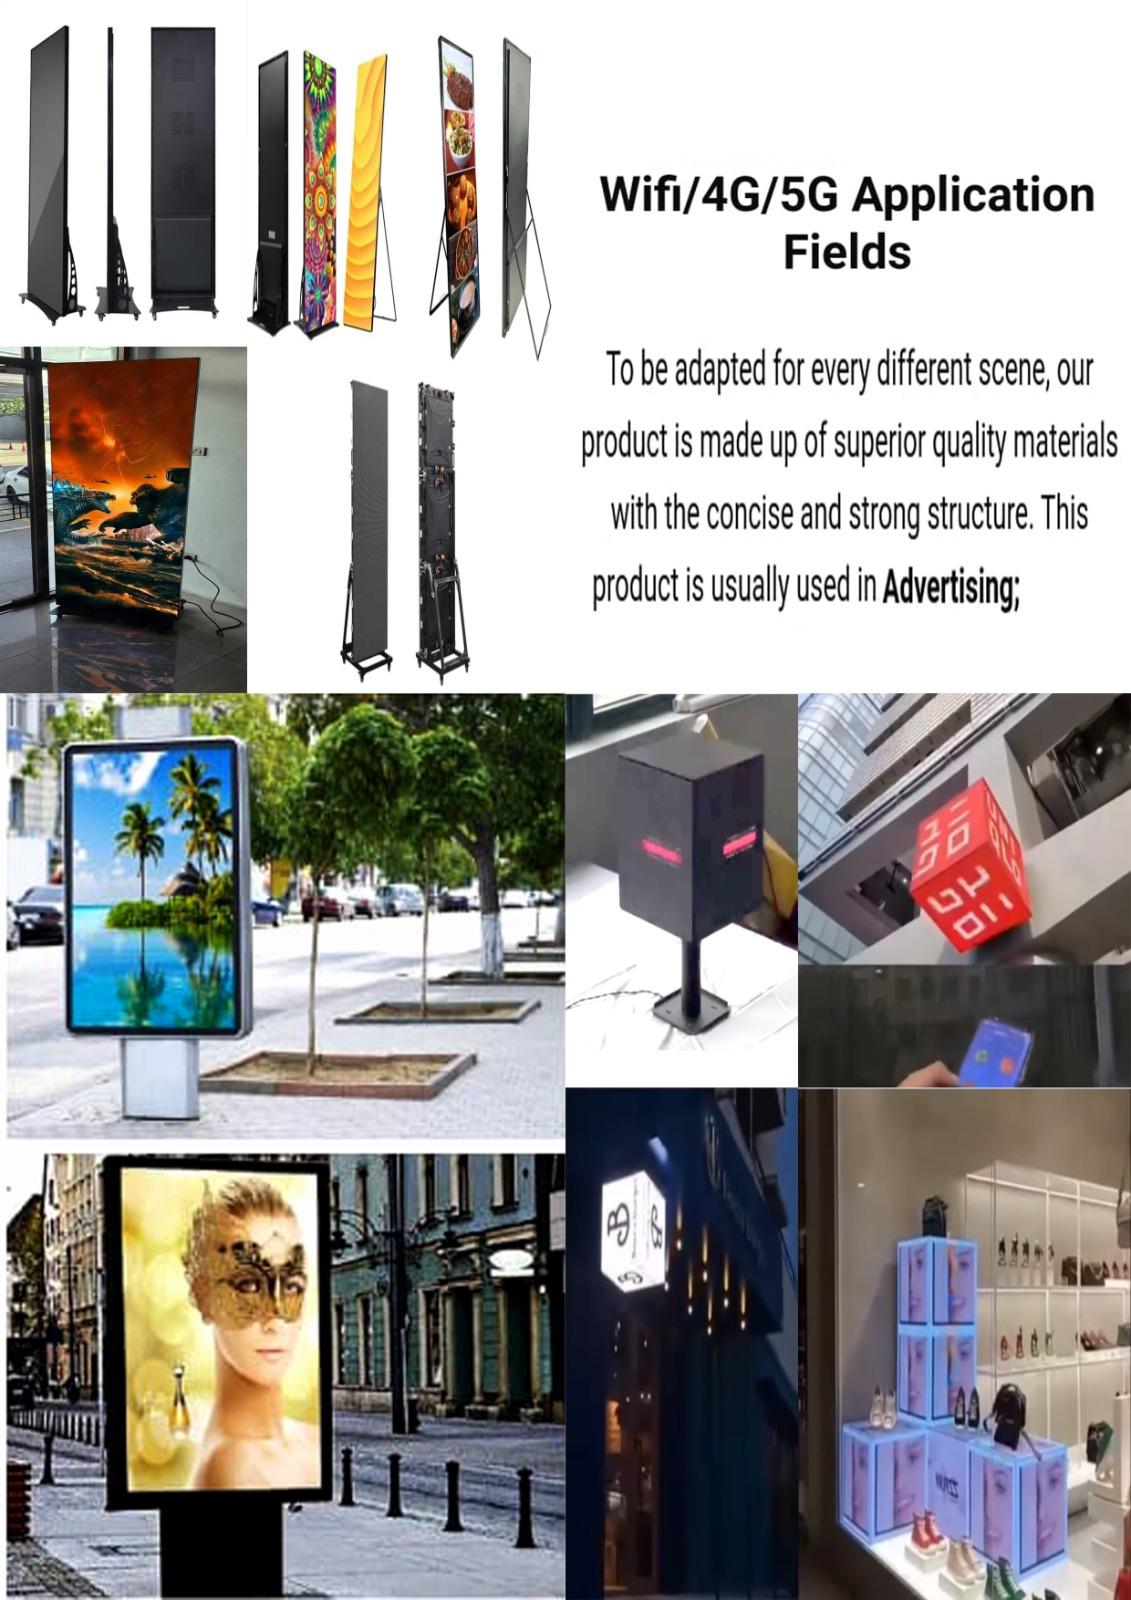 Wifi/4G/5G Application
Fields
To be adapted for every different scene, our
product is made up of superior quality materials
with the concise and strong structure. This
product is usually used in Advertising;
B
B